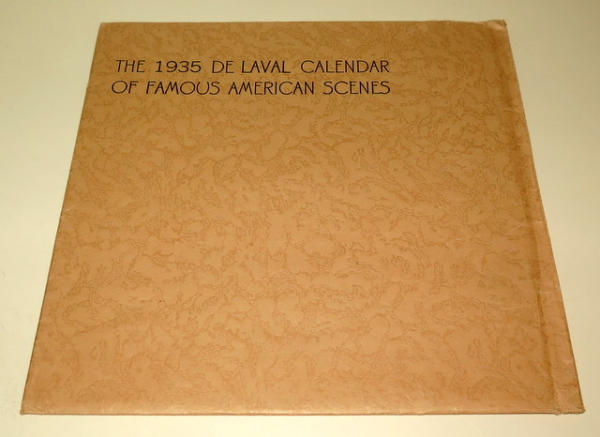 THE 1935 DE LAVAL CALENDAR
OF FAMOUS AMERICAN SCENES